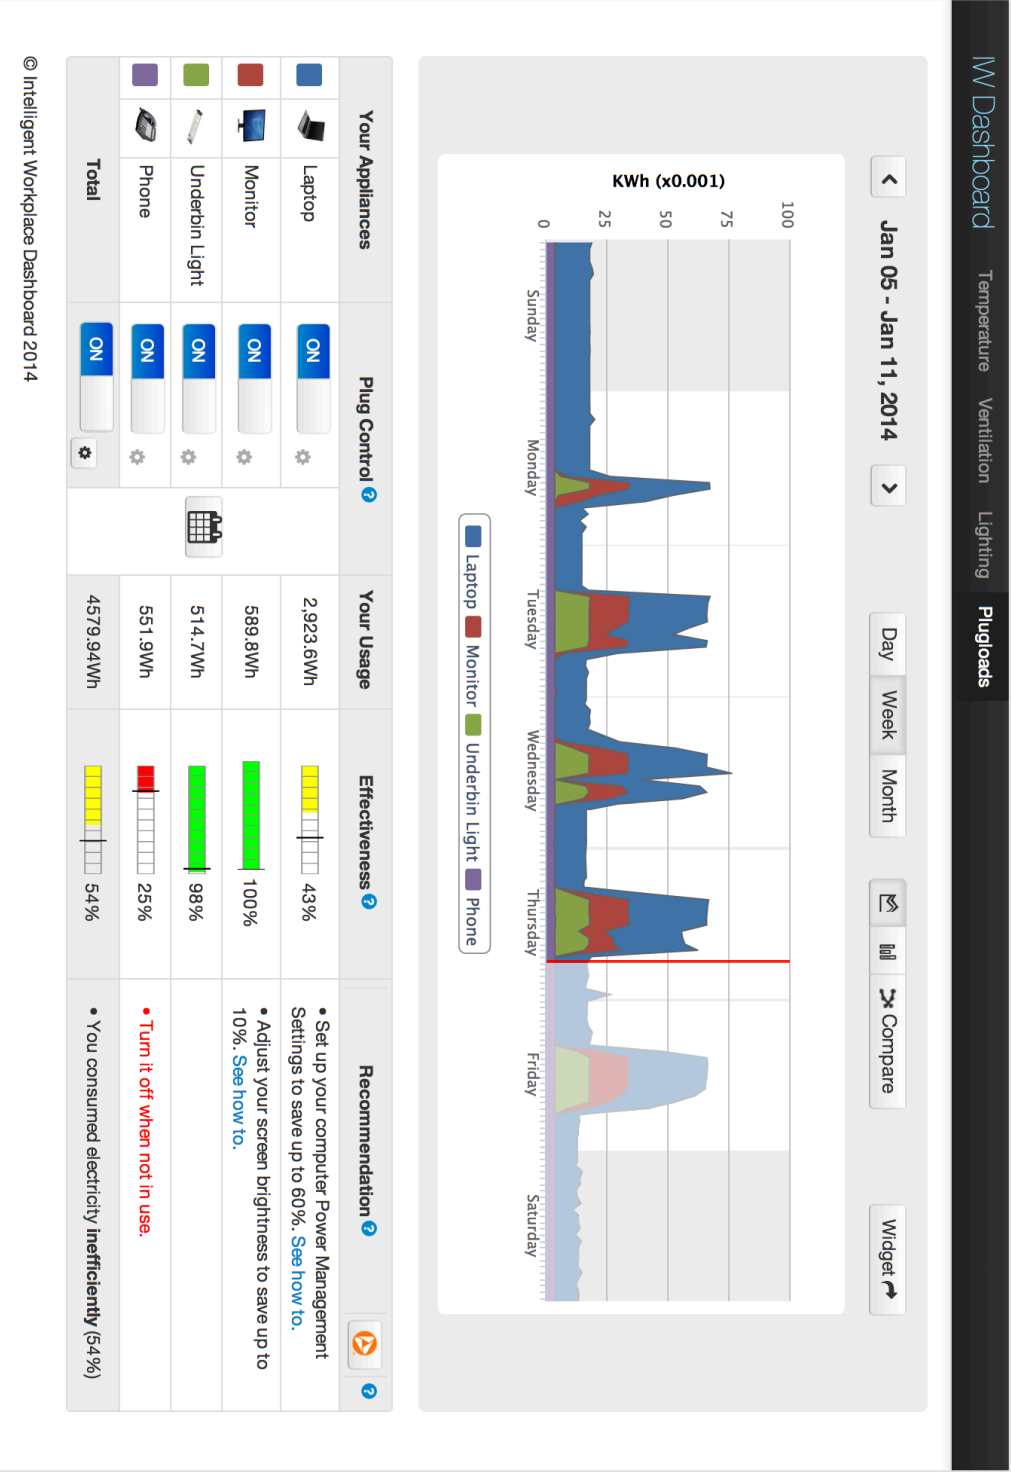 IW Dashboard Temperature Ventilation Lighting Plugloads
Jan 05 - Jan 11, 2014 Day Week Month Compare Widget
KWh (x0.001)
100
75
50
25
0
Sunday Monday Tuesday Wednesday Thursday Friday Saturday
Laptop Monitor Underbin Light Phone
Your Appliances Plug Control ? Your Usage Effectiveness ? Recommendation ? ?
Laptop ON 2,923.6Wh 43% • Set up your computer Power Management
Settings to save up to 60%. See how to.
Monitor ON 589.8Wh 100% • Adjust your screen brightness to save up to
10%. See how to.
Underbin Light ON 514.7Wh 98%
Phone ON 551.9Wh 25% • Turn it off when not in use.
Total ON 4579.94Wh 54% • You consumed electricity inefficiently (54%)
© Intelligent Workplace Dashboard 2014